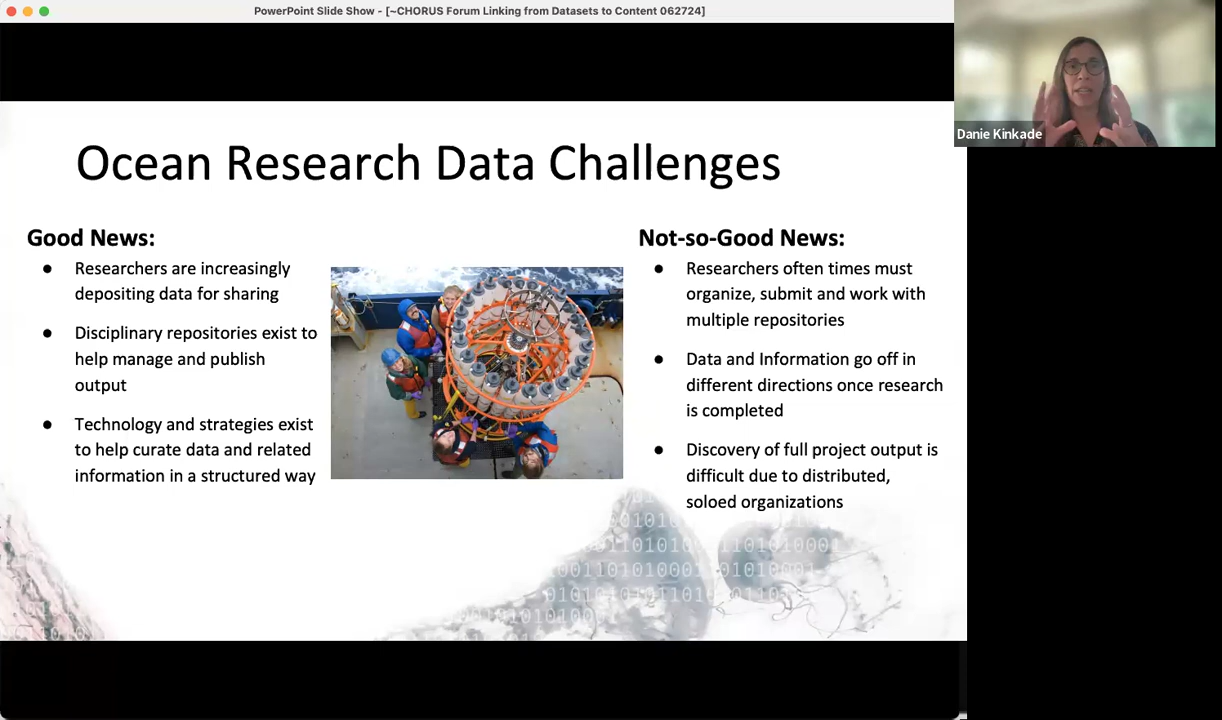 PowerPoint Slide Show - [~CHORUS Forum Linking from Datasets to Content 062724]
Danie Kinkade
Ocean Research Data Challenges
Good News:
● Researchers are increasingly
depositing data for sharing
● Disciplinary repositories exist to
help manage and publish
output
● Technology and strategies exist
to help curate data and related
information in a structured way
Not-so-Good News:
● Researchers often times must
organize, submit and work with
multiple repositories
● Data and Information go off in
different directions once research
is completed
● Discovery of full project output is
difficult due to distributed,
soloed organizations